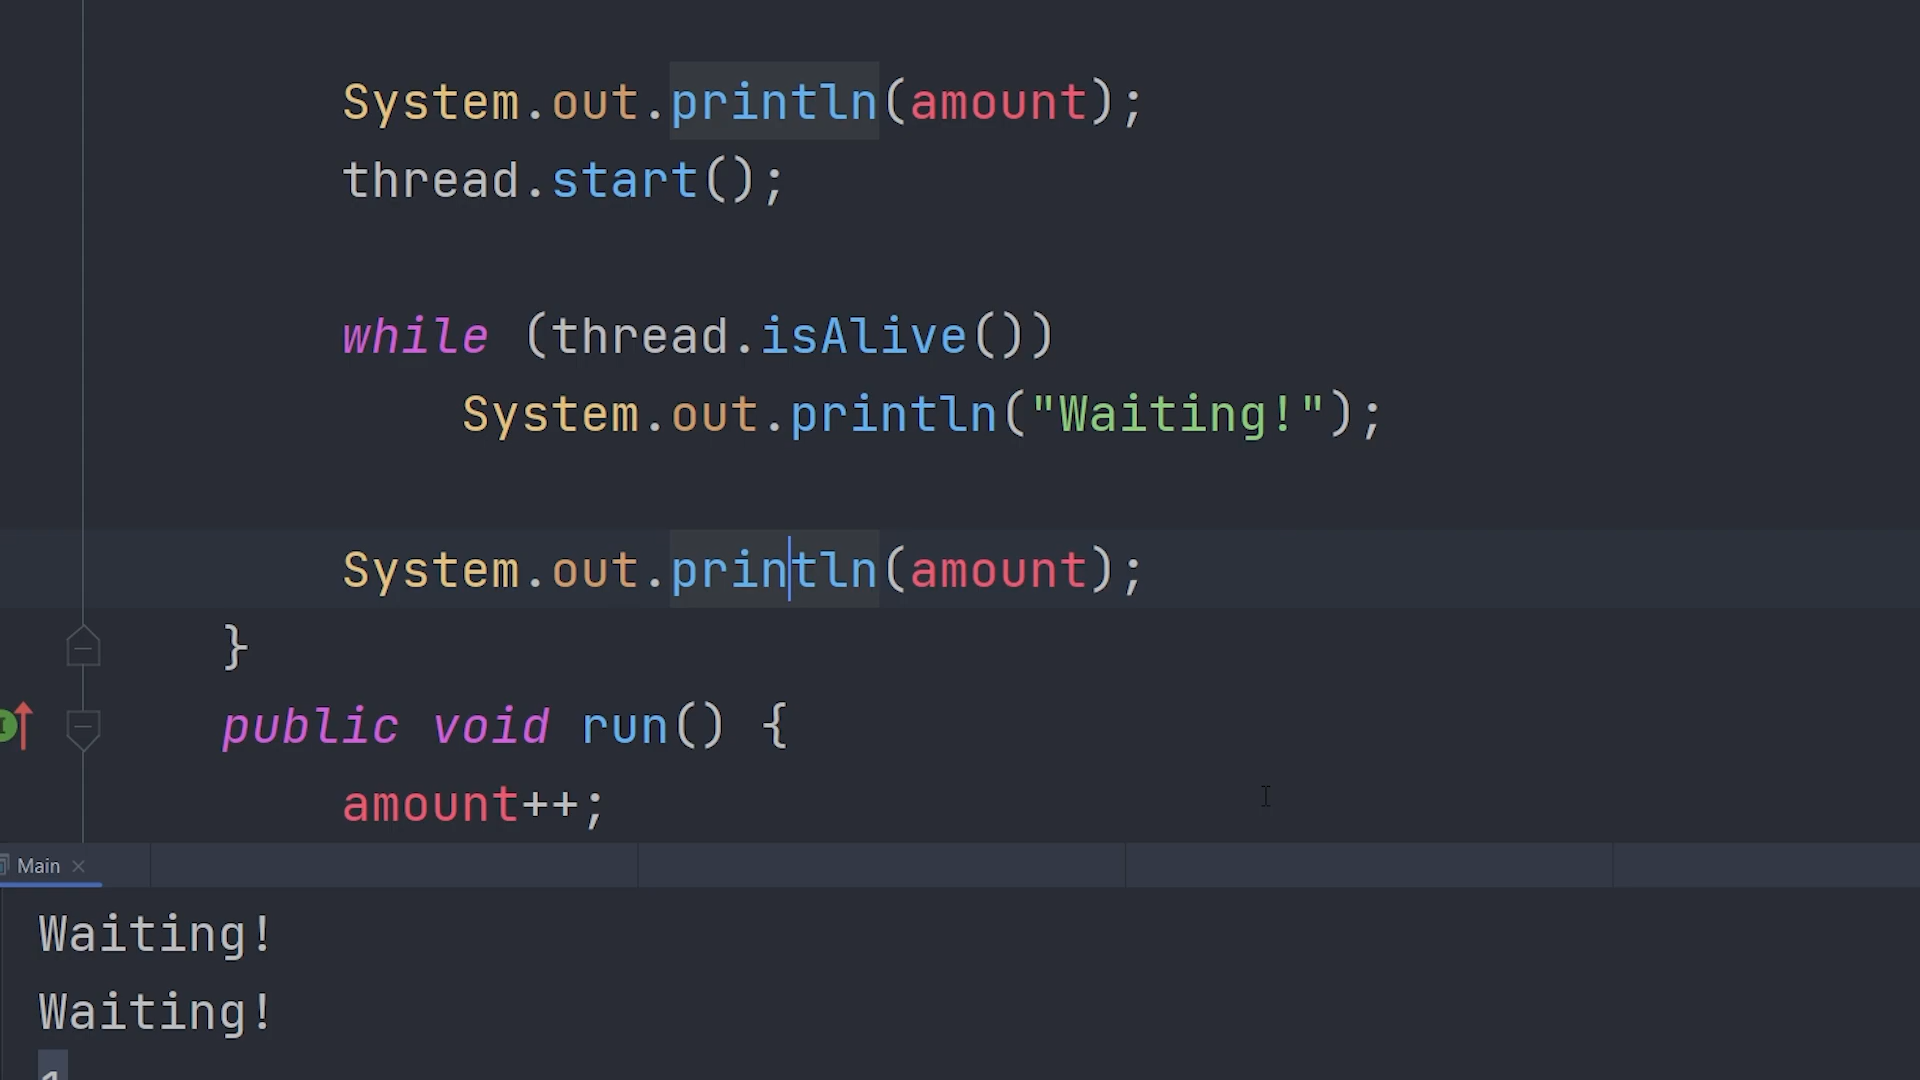 System.out.println(amount);
thread.start();
while (thread.isAlive())
System.out.println("Waiting!");
System.out.println(amount);
}
public void run() {
amount++;
Main
Waiting!
Waiting!